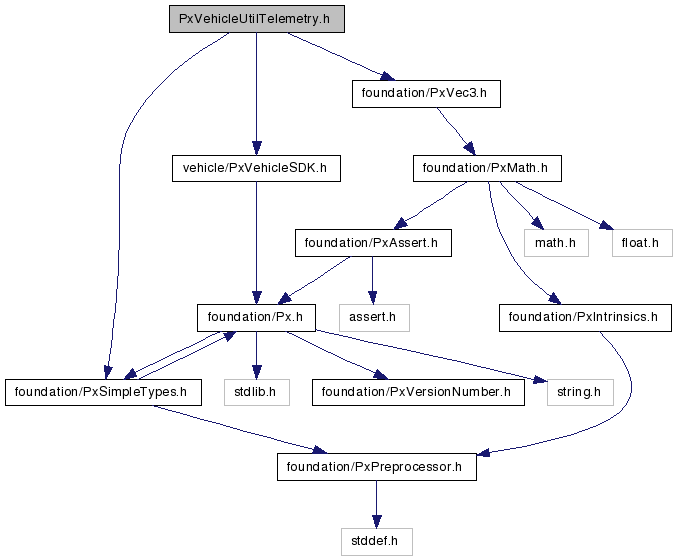 PxVehicleUtilTelemetry.h
foundation/PxVec3.h
vehicle/PxVehicleSDK.h
foundation/PxMath.h
foundation/PxAssert.h
math.h
float.h
foundation/Px.h
assert.h
foundation/PxIntrinsics.h
foundation/PxSimpleTypes.h
stdlib.h
foundation/PxVersionNumber.h
string.h
foundation/PxPreprocessor.h
stddef.h